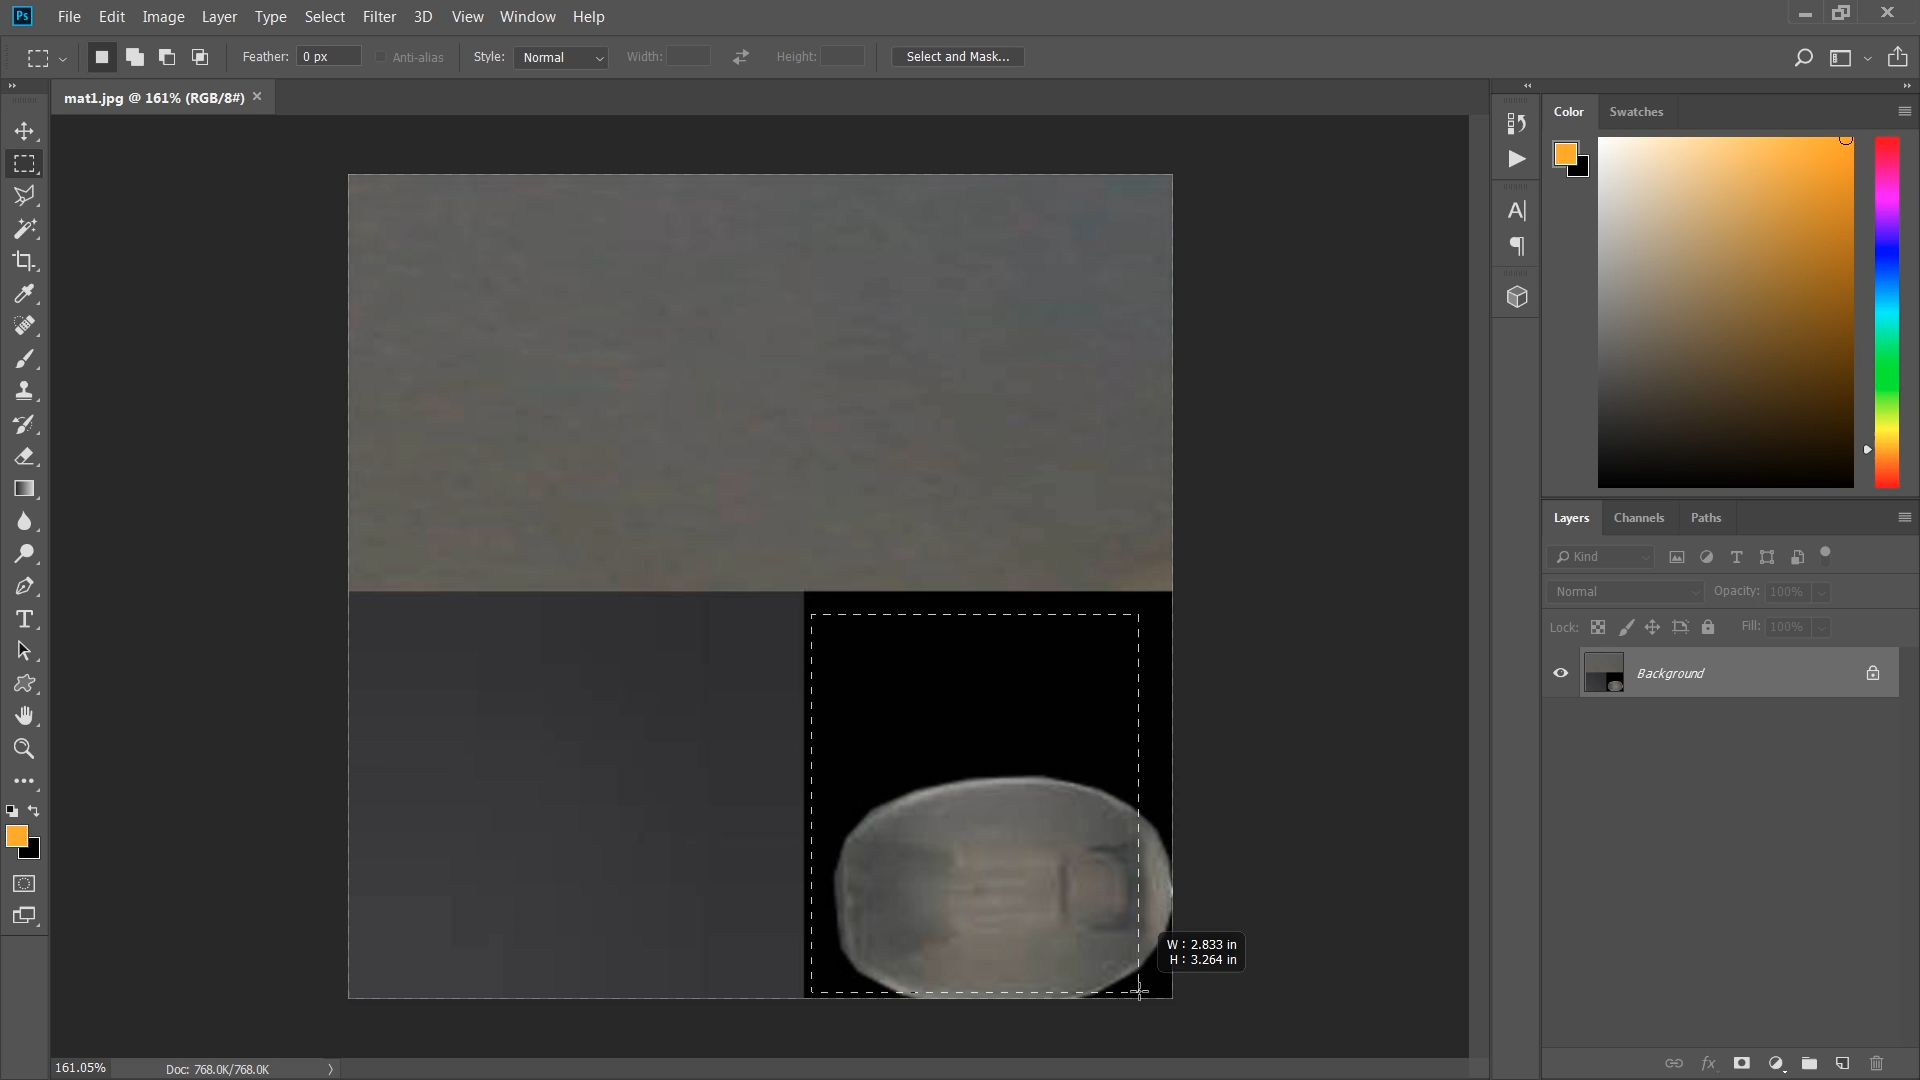 Ps File Edit Image Layer Type Select Filter 3D View Window Help
Feather: 0 px Anti-alias Style: Normal Width: Height: Select and Mask...
mat1.jpg @ 161% (RGB/8#)
Color Swatches
Layers Channels Paths
Kind
Normal Opacity: 100%
Lock: Fill: 100%
Background
W : 2.833 in
H : 3.264 in
161.05% Doc: 768.0K/768.0K